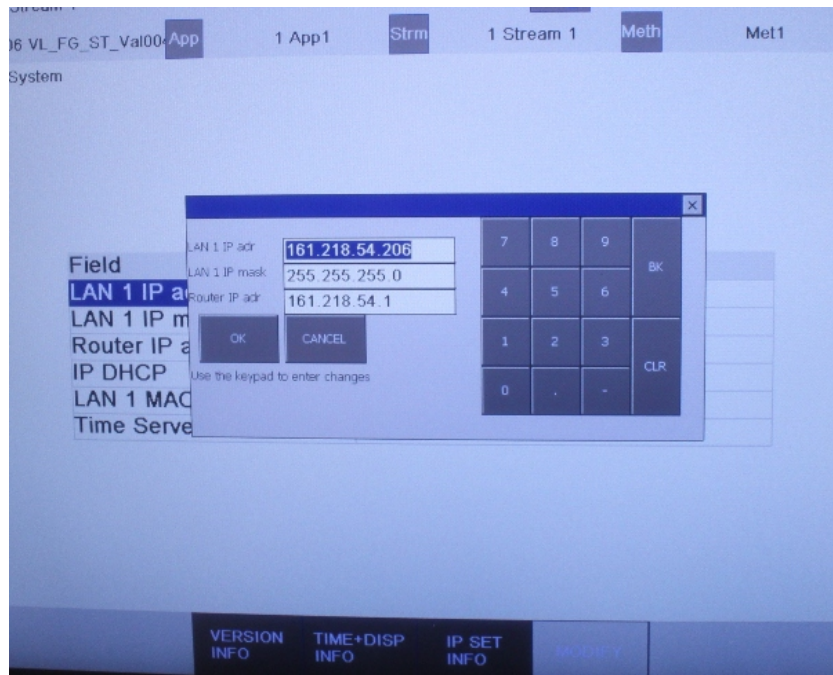 06 VL_FG_ST_Val004 App 1 App1 Strm 1 Stream 1 Meth Met1
System
LAN 1 IP adr 161.218.54.206
LAN 1 IP mask 255.255.255.0
Router IP adr 161.218.54.1
OK CANCEL
Use the keypad to enter changes
7 8 9 BK
4 5 6
1 2 3 CLR
0 . -
Field
LAN 1 IP a
LAN 1 IP m
Router IP a
IP DHCP
LAN 1 MAC
Time Serve
VERSION INFO
TIME+DISP INFO
IP SET INFO
MODIFY